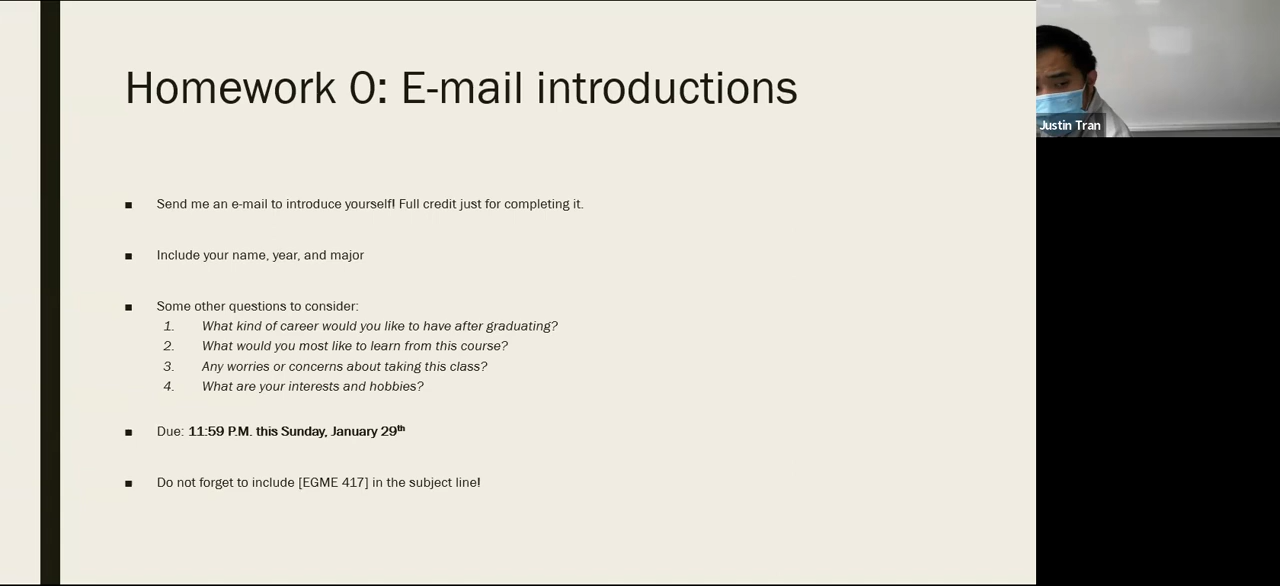 Homework 0: E-mail introductions
Justin Tran
■ Send me an e-mail to introduce yourself! Full credit just for completing it.
■ Include your name, year, and major
■ Some other questions to consider:
1. What kind of career would you like to have after graduating?
2. What would you most like to learn from this course?
3. Any worries or concerns about taking this class?
4. What are your interests and hobbies?
■ Due: 11:59 P.M. this Sunday, January 29th
■ Do not forget to include [EGME 417] in the subject line!